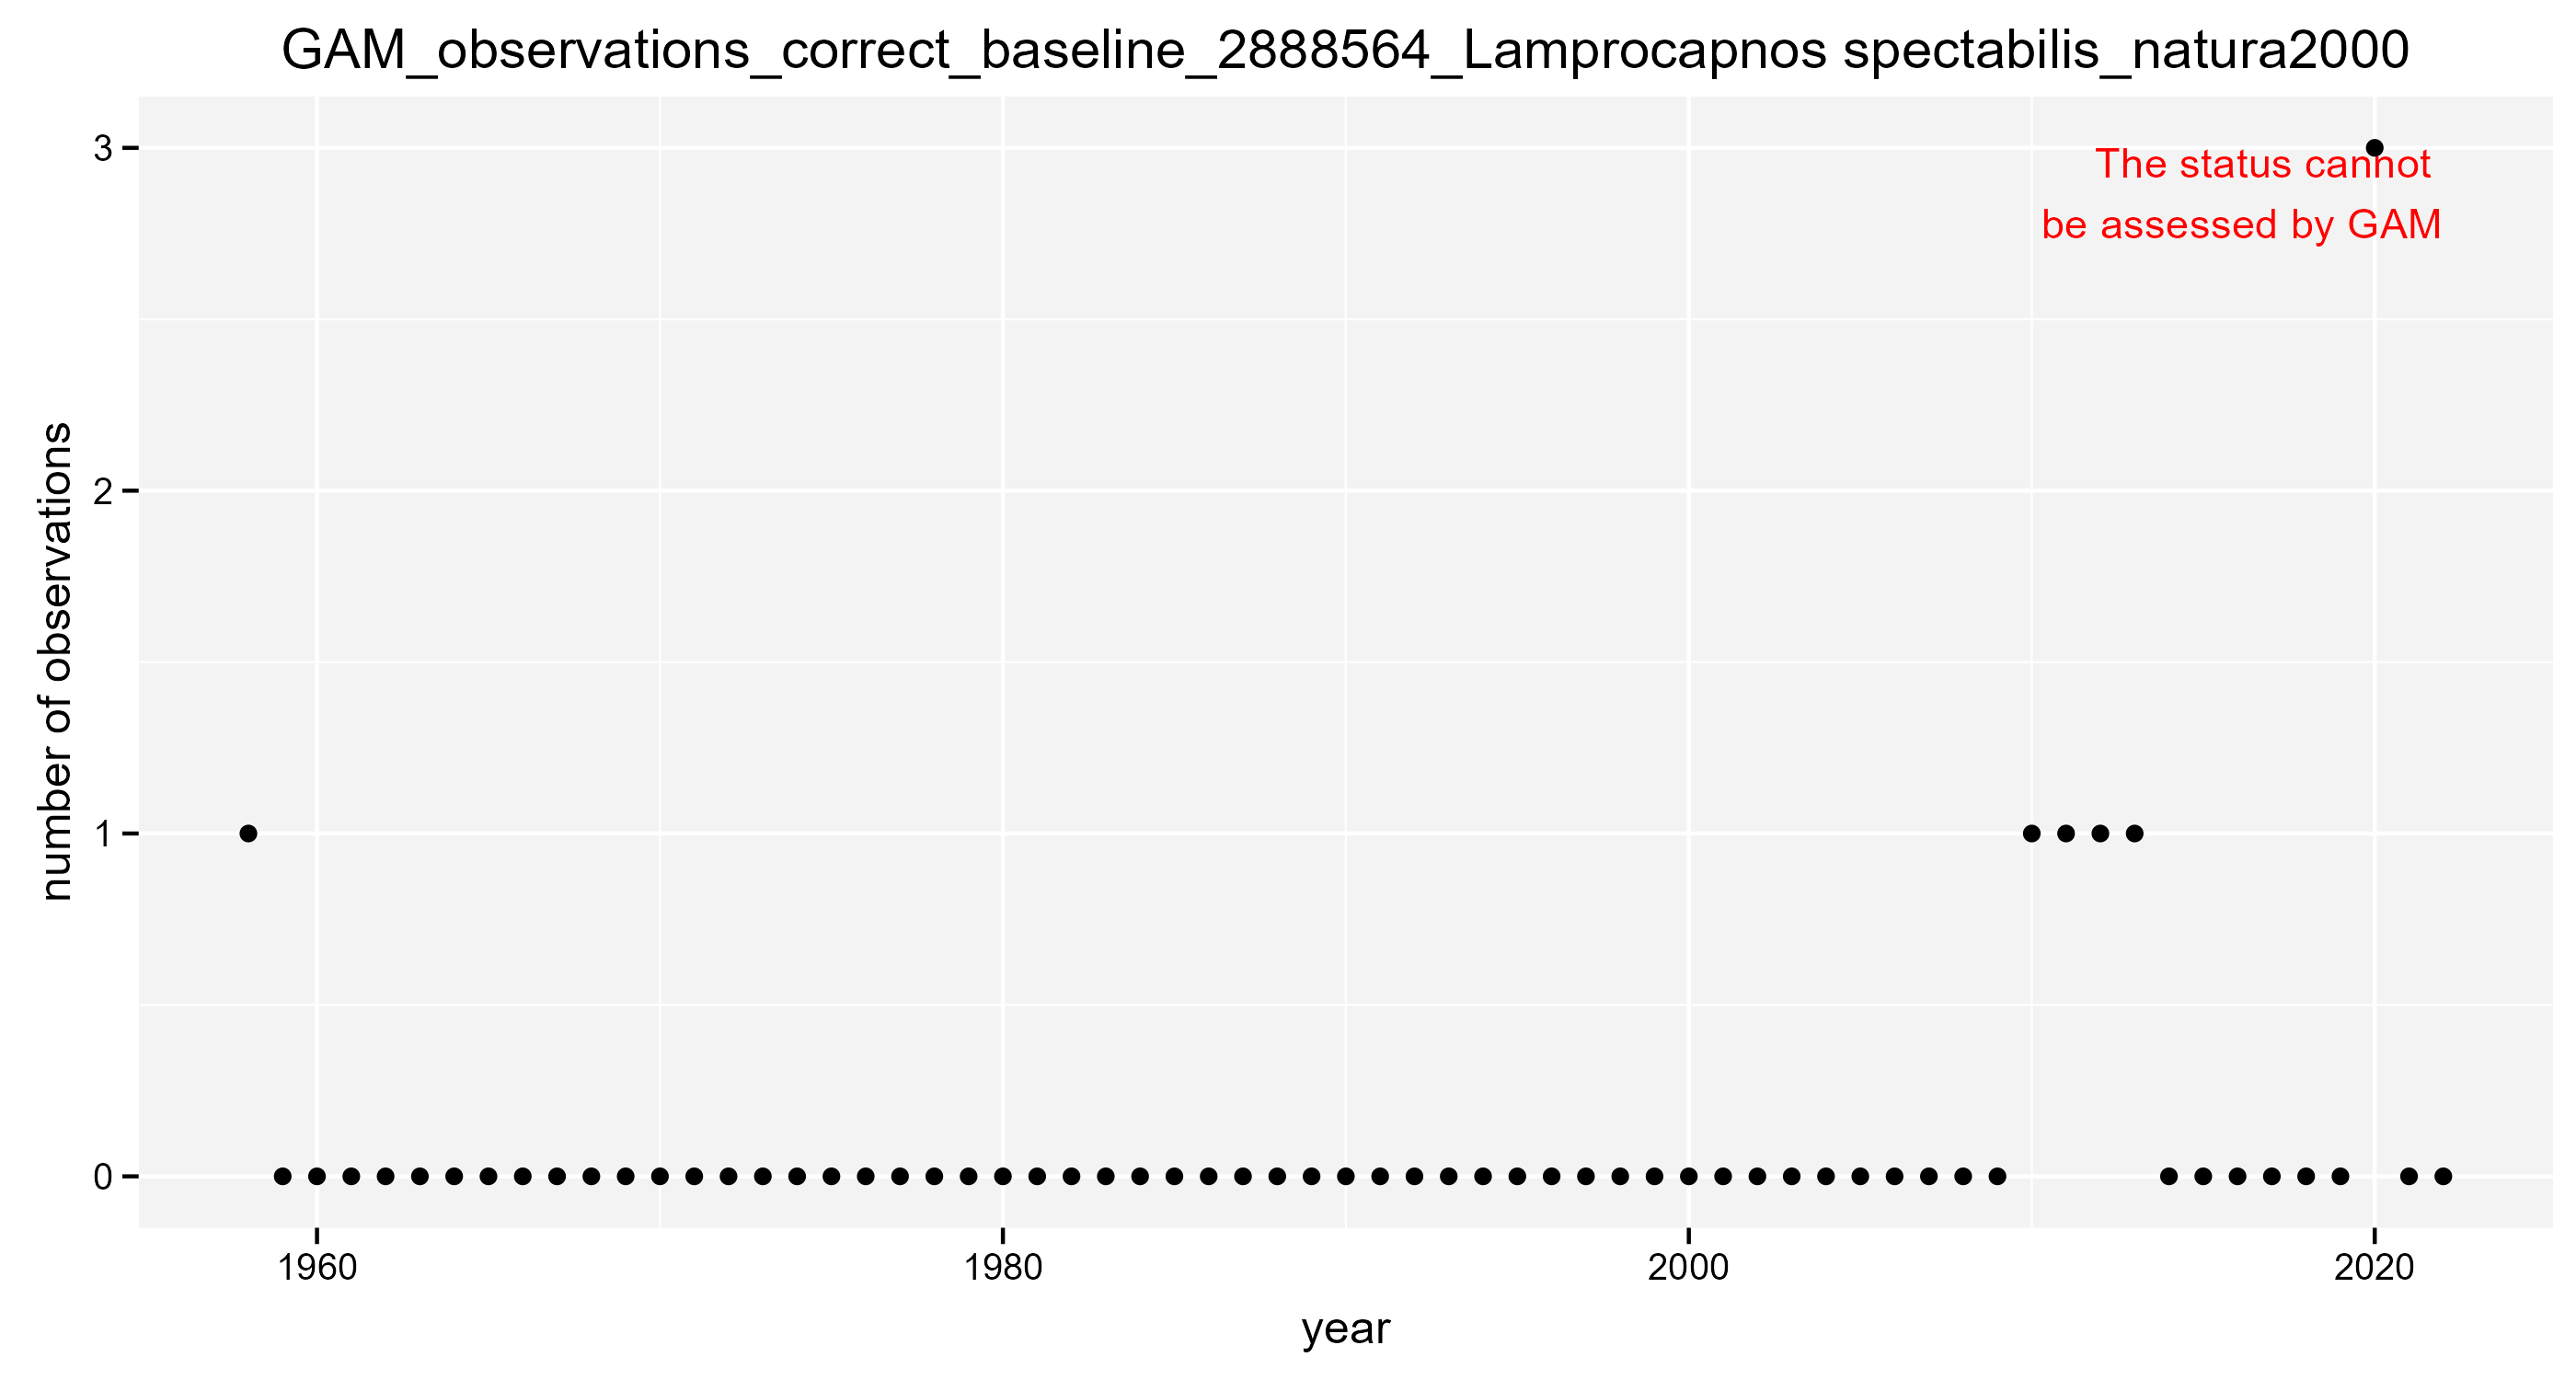 GAM_observations_correct_baseline_2888564_Lamprocapnos spectabilis_natura2000
3
The status cannot
be assessed by GAM
2
number of observations
1
0
1960
1980
2000
2020
year